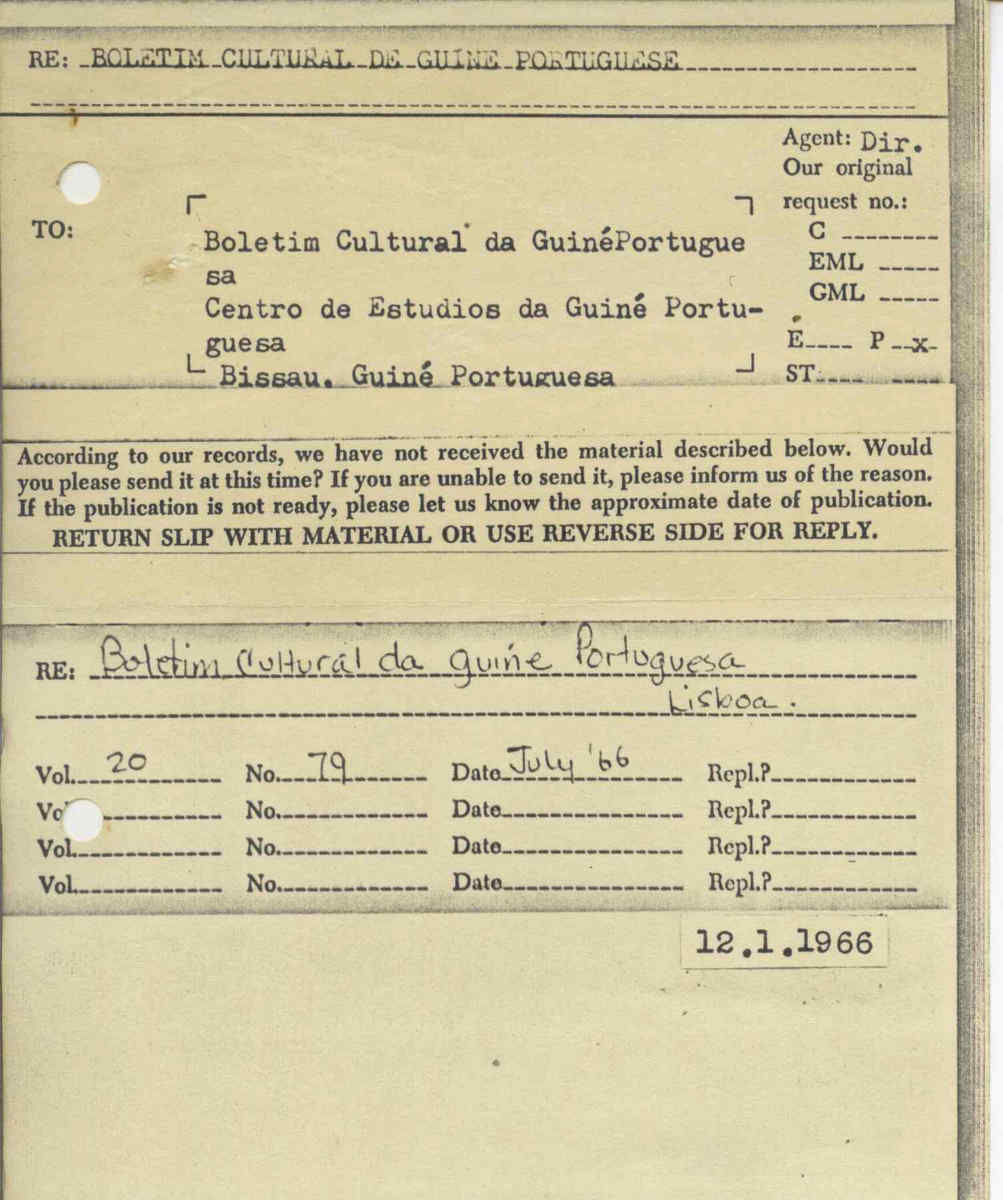 RE: BOLETIM CULTURAL DE GUINE PORTUGUESE
Agent: Dir.
Our original
request no.:
TO:
C
EML
GML
E P x
ST:
Boletim Cultural da GuinéPortugue
sa
Centro de Estudios da Guiné Portu-
guesa
Bissau. Guiné Portuguesa
According to our records, we have not received the material described below. Would
you please send it at this time? If you are unable to send it, please inform us of the reason.
If the publication is not ready, please let us know the approximate date of publication.
RETURN SLIP WITH MATERIAL OR USE REVERSE SIDE FOR REPLY.
RE: Boletim Cultural da Guine Portuguesa
Lisboa.
Vol. 20 No. 79 Date July '66 Repl.?
Vo No. Date Repl.?
Vol. No. Date Repl.?
Vol. No. Date Repl.?
12.1.1966